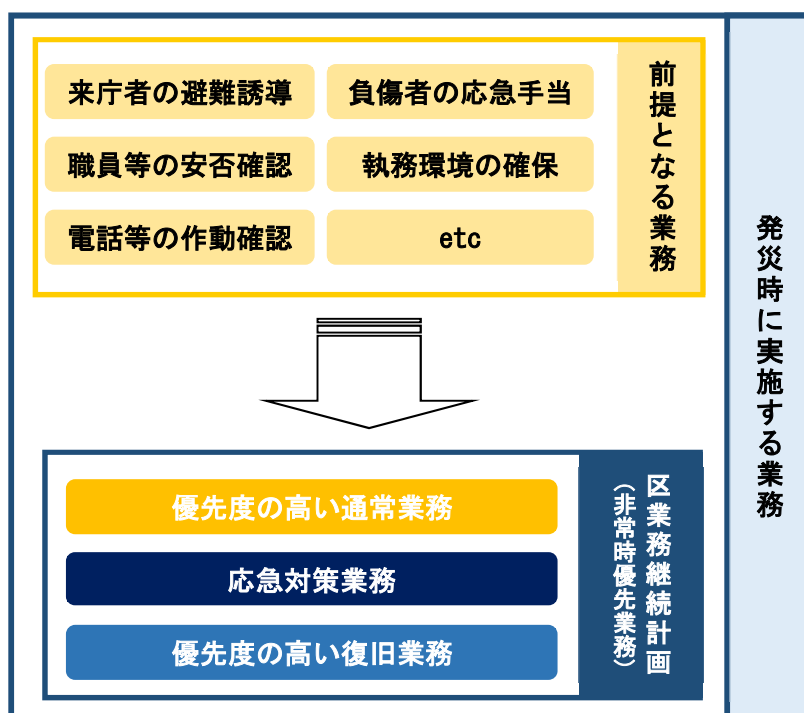 来庁者の避難誘導
負傷者の応急手当
職員等の安否確認
執務環境の確保
電話等の作動確認
etc
前提となる業務
優先度の高い通常業務
応急対策業務
優先度の高い復旧業務
区業務継続計画
（非常時優先業務）
発災時に実施する業務